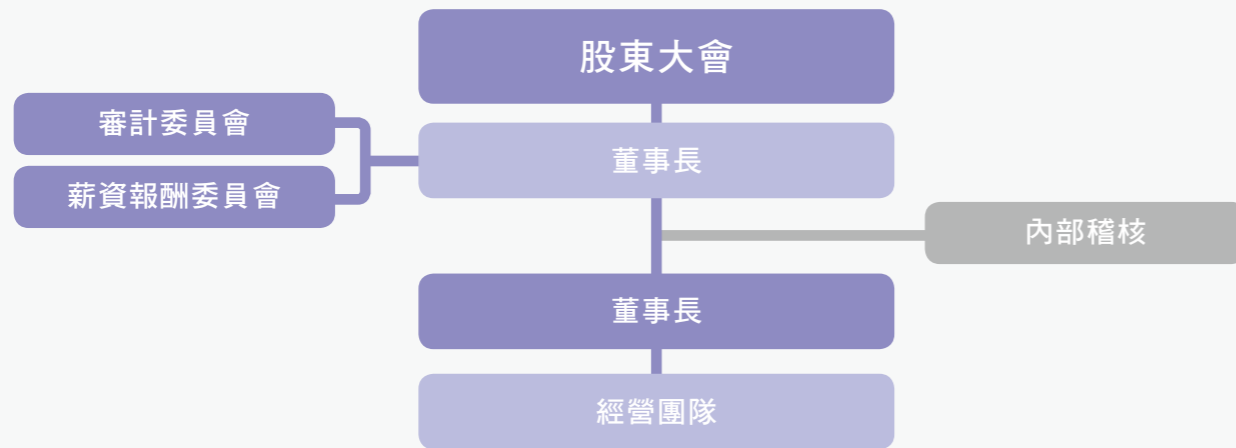 股東大會
審計委員會
董事長
薪資報酬委員會
內部稽核
董事長
經營團隊